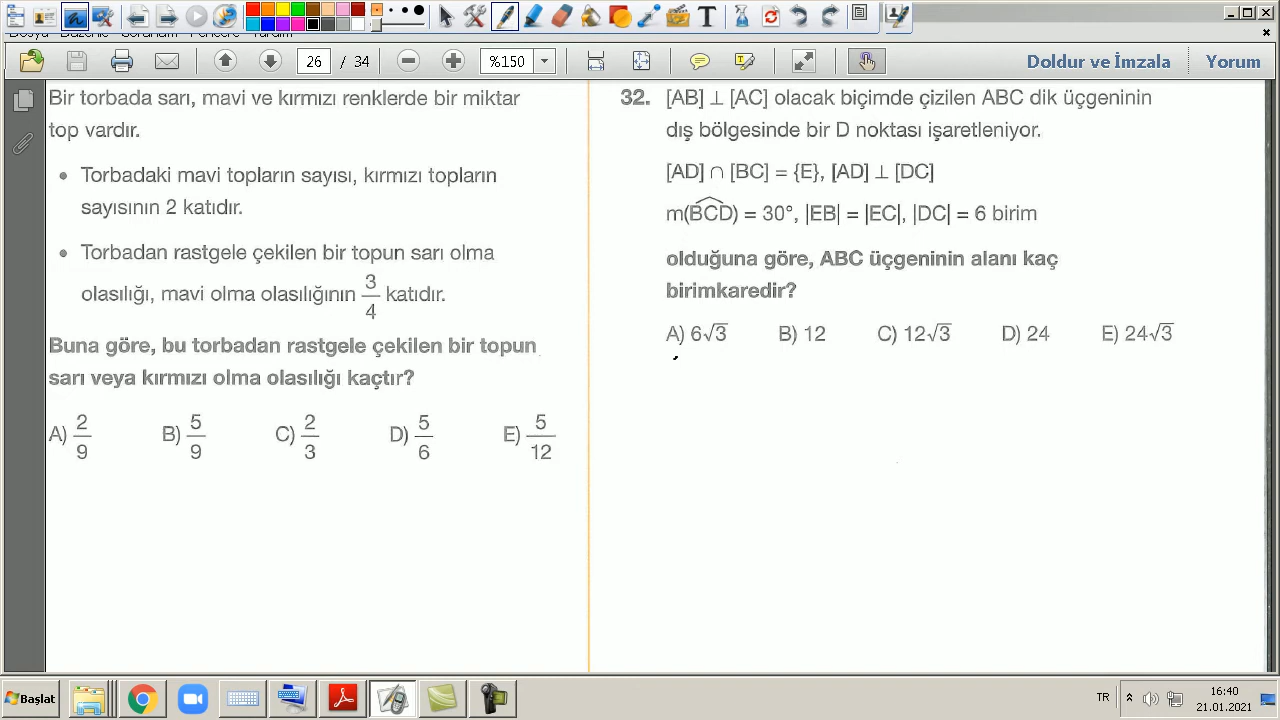 26 / 34
%150
Doldur ve İmzala
Yorum
Bir torbada sarı, mavi ve kırmızı renklerde bir miktar
top vardır.
• Torbadaki mavi topların sayısı, kırmızı topların
sayısının 2 katıdır.
• Torbadan rastgele çekilen bir topun sarı olma
olasılığı, mavi olma olasılığının 3/4 katıdır.
Buna göre, bu torbadan rastgele çekilen bir topun
sarı veya kırmızı olma olasılığı kaçtır?
A) 2/9 B) 5/9 C) 2/3 D) 5/6 E) 5/12
32. [AB] ⊥ [AC] olacak biçimde çizilen ABC dik üçgeninin
dış bölgesinde bir D noktası işaretleniyor.
[AD] ∩ [BC] = {E}, [AD] ⊥ [DC]
m(BCD) = 30°, |EB| = |EC|, |DC| = 6 birim
olduğuna göre, ABC üçgeninin alanı kaç
birimkaredir?
A) 6√3 B) 12 C) 12√3 D) 24 E) 24√3
Başlat
TR
16:40
21.01.2021